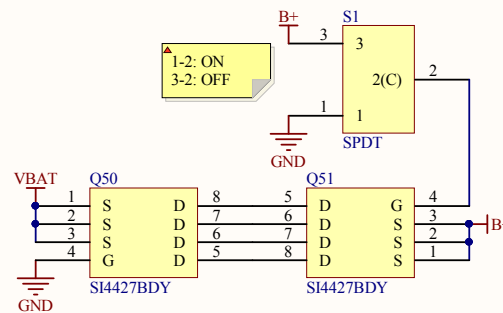 S1
B+
3
3
1-2: ON
3-2: OFF
2(C)
2
1
1
GND
SPDT
VBAT
Q50
Q51
1 S D 8 5 D G 4
2 S D 7 6 D S 3
3 S D 6 7 D S 2
4 G D 5 8 D S 1
B
GND
SI4427BDY
SI4427BDY